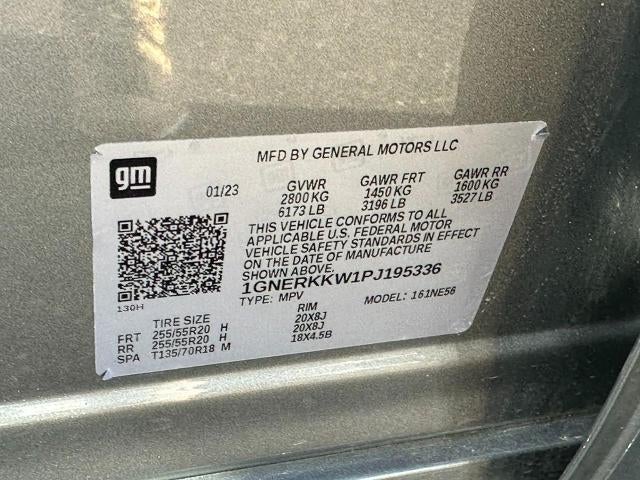 gm
MFD BY GENERAL MOTORS LLC
01/23
GVWR GAWR FRT GAWR RR
2800 KG 1450 KG 1600 KG
6173 LB 3196 LB 3527 LB
THIS VEHICLE CONFORMS TO ALL
APPLICABLE U.S. FEDERAL MOTOR
VEHICLE SAFETY STANDARDS IN EFFECT
ON THE DATE OF MANUFACTURE
SHOWN ABOVE.
1GNERKKW1PJ195336
130H
TYPE: MPV MODEL: 161NE56
TIRE SIZE RIM
FRT 255/55R20 H 20X8J
RR 255/55R20 H 20X8J
SPA T135/70R18 M 18X4.5B